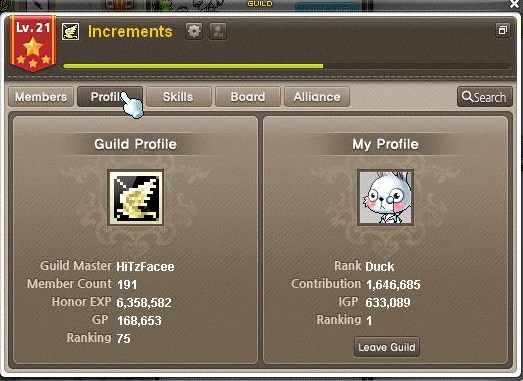 GUILD
Lv. 21
Increments
Members Profile Skills Board Alliance Search
Guild Profile
Guild Master HiTzFacee
Member Count 191
Honor EXP 6,358,582
GP 168,653
Ranking 75
My Profile
Rank Duck
Contribution 1,646,685
IGP 633,089
Ranking 1
Leave Guild